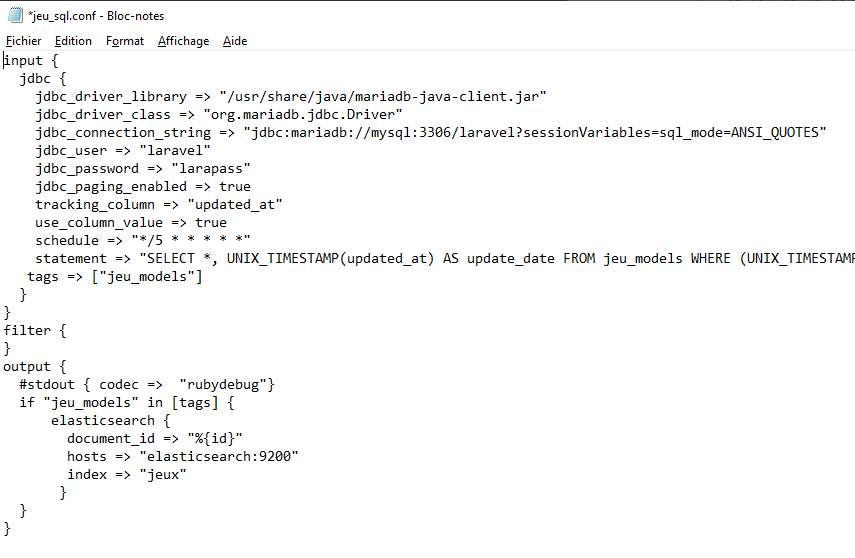 *jeu_sql.conf - Bloc-notes
Fichier Edition Format Affichage Aide
input {
  jdbc {
    jdbc_driver_library => "/usr/share/java/mariadb-java-client.jar"
    jdbc_driver_class => "org.mariadb.jdbc.Driver"
    jdbc_connection_string => "jdbc:mariadb://mysql:3306/laravel?sessionVariables=sql_mode=ANSI_QUOTES"
    jdbc_user => "laravel"
    jdbc_password => "larapass"
    jdbc_paging_enabled => true
    tracking_column => "updated_at"
    use_column_value => true
    schedule => "*/5 * * * * *"
    statement => "SELECT *, UNIX_TIMESTAMP(updated_at) AS update_date FROM jeu_models WHERE (UNIX_TIMESTAMP
   tags => ["jeu_models"]
  }
}
filter {
}
output {
  #stdout { codec =>  "rubydebug"}
  if "jeu_models" in [tags] {
      elasticsearch {
        document_id => "%{id}"
        hosts => "elasticsearch:9200"
        index => "jeux"
       }
  }
}